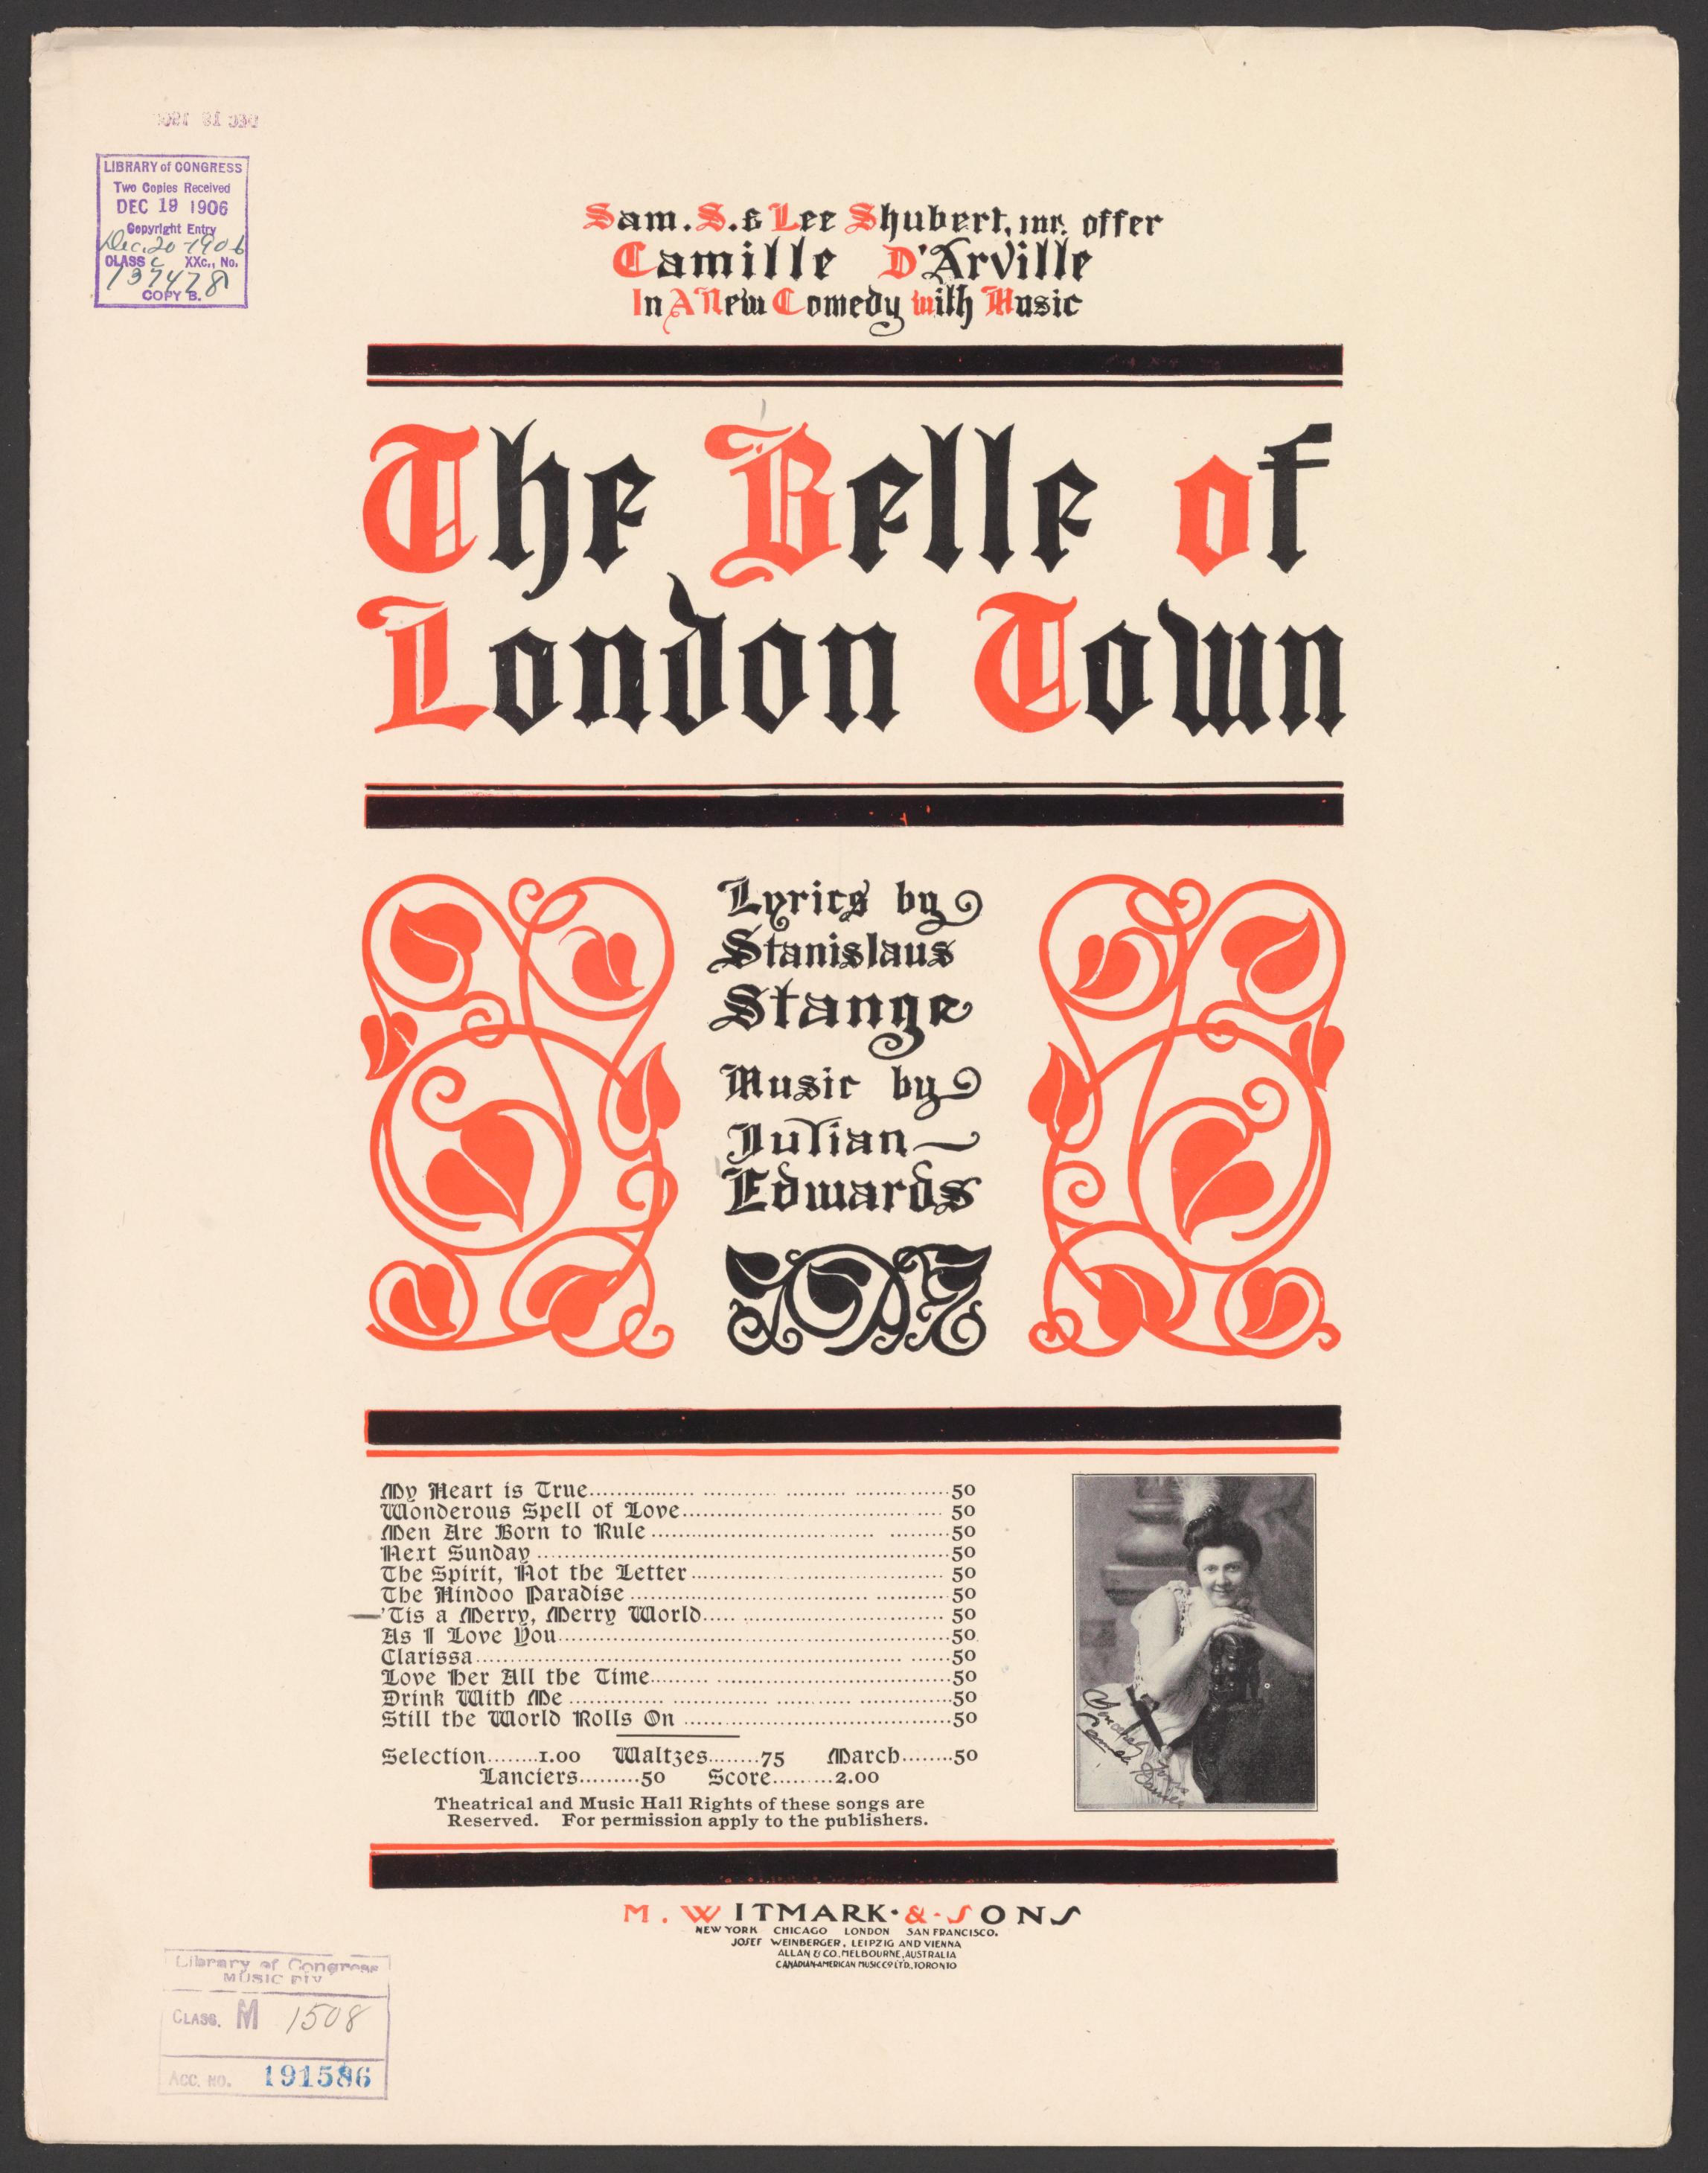 DEC 18 190
LIBRARY of CONGRESS
Two Copies Received
DEC 19 1906
Copyright Entry
Dec. 20-1906
CLASS C XXc., No.
137478
COPY B.
Sam. S. & Lee Shubert, inc. offer
Camille D'Arville
In A New Comedy with Music
The Belle of
London Town
Lyrics by
Stanislaus
Stange
Music by
Julian
Edwards
My Heart is True 50
Wonderous Spell of Love 50
Men Are Born to Rule 50
Next Sunday 50
The Spirit, Not the Letter 50
The Hindoo Paradise 50
'Tis a Merry, Merry World 50
As I Love You 50
Clarissa 50
Love Her All the Time 50
Drink With Me 50
Still the World Rolls On 50
Selection........1.00 Waltzes........75 March........50
Lanciers.........50 Score.........2.00
Theatrical and Music Hall Rights of these songs are
Reserved. For permission apply to the publishers.
Sincerely
Camille D'Arville
M. WITMARK & SONS
NEW YORK CHICAGO LONDON SAN FRANCISCO.
JOSEF WEINBERGER, LEIPZIG AND VIENNA
ALLAN & CO. MELBOURNE, AUSTRALIA
CANADIAN-AMERICAN MUSIC CO LTD., TORONTO
Library of Congress
MUSIC DIV
CLASS. M 1508
ACC. NO. 191586